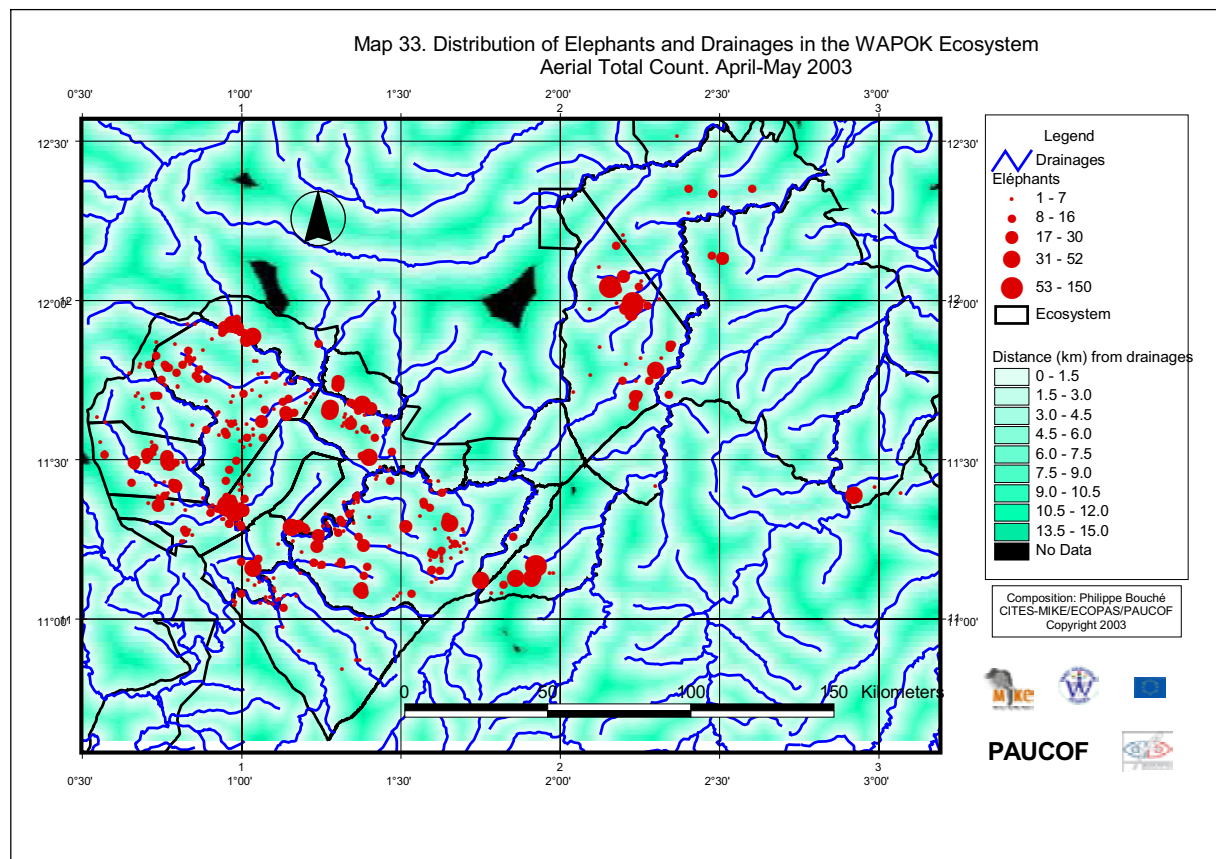 Map 33. Distribution of Elephants and Drainages in the WAPOK Ecosystem
Aerial Total Count. April-May 2003
0°30' 1°00' 1°30' 2°00' 2°30' 3°00'
1 2 3
12°30' 12°30'
12 12°00' 12°00'
11°30' 11°30'
11°00' 11°00'
0 50 100 150 Kilometers
1 2 3
0°30' 1°00' 1°30' 2°00' 2°30' 3°00'
Legend
Drainages
Eléphants
1 - 7
8 - 16
17 - 30
31 - 52
53 - 150
Ecosystem
Distance (km) from drainages
0 - 1.5
1.5 - 3.0
3.0 - 4.5
4.5 - 6.0
6.0 - 7.5
7.5 - 9.0
9.0 - 10.5
10.5 - 12.0
13.5 - 15.0
No Data
Composition: Philippe Bouché
CITES-MIKE/ECOPAS/PAUCOF
Copyright 2003
MIKE W
PAUCOF